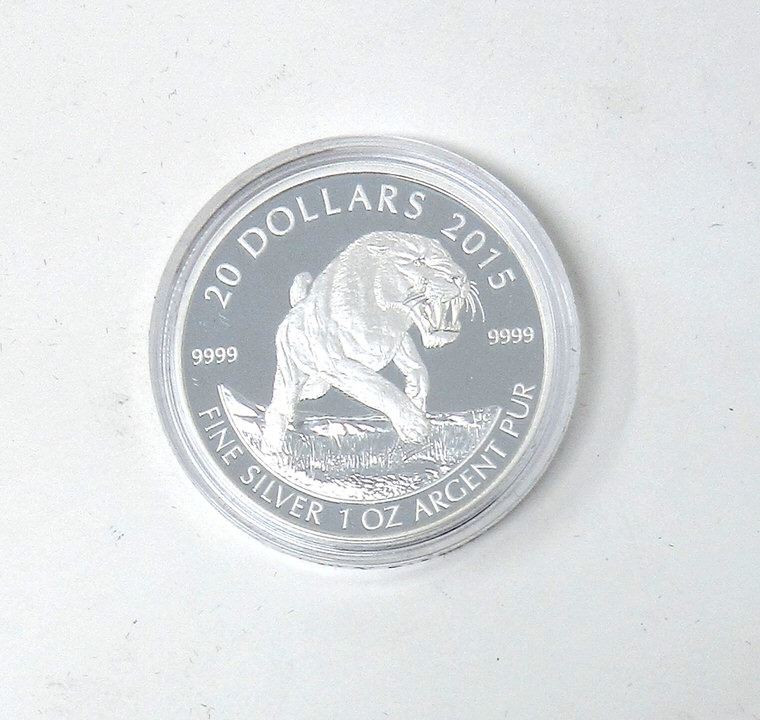 20 DOLLARS 2015
9999
9999
FINE SILVER 1 OZ ARGENT PUR